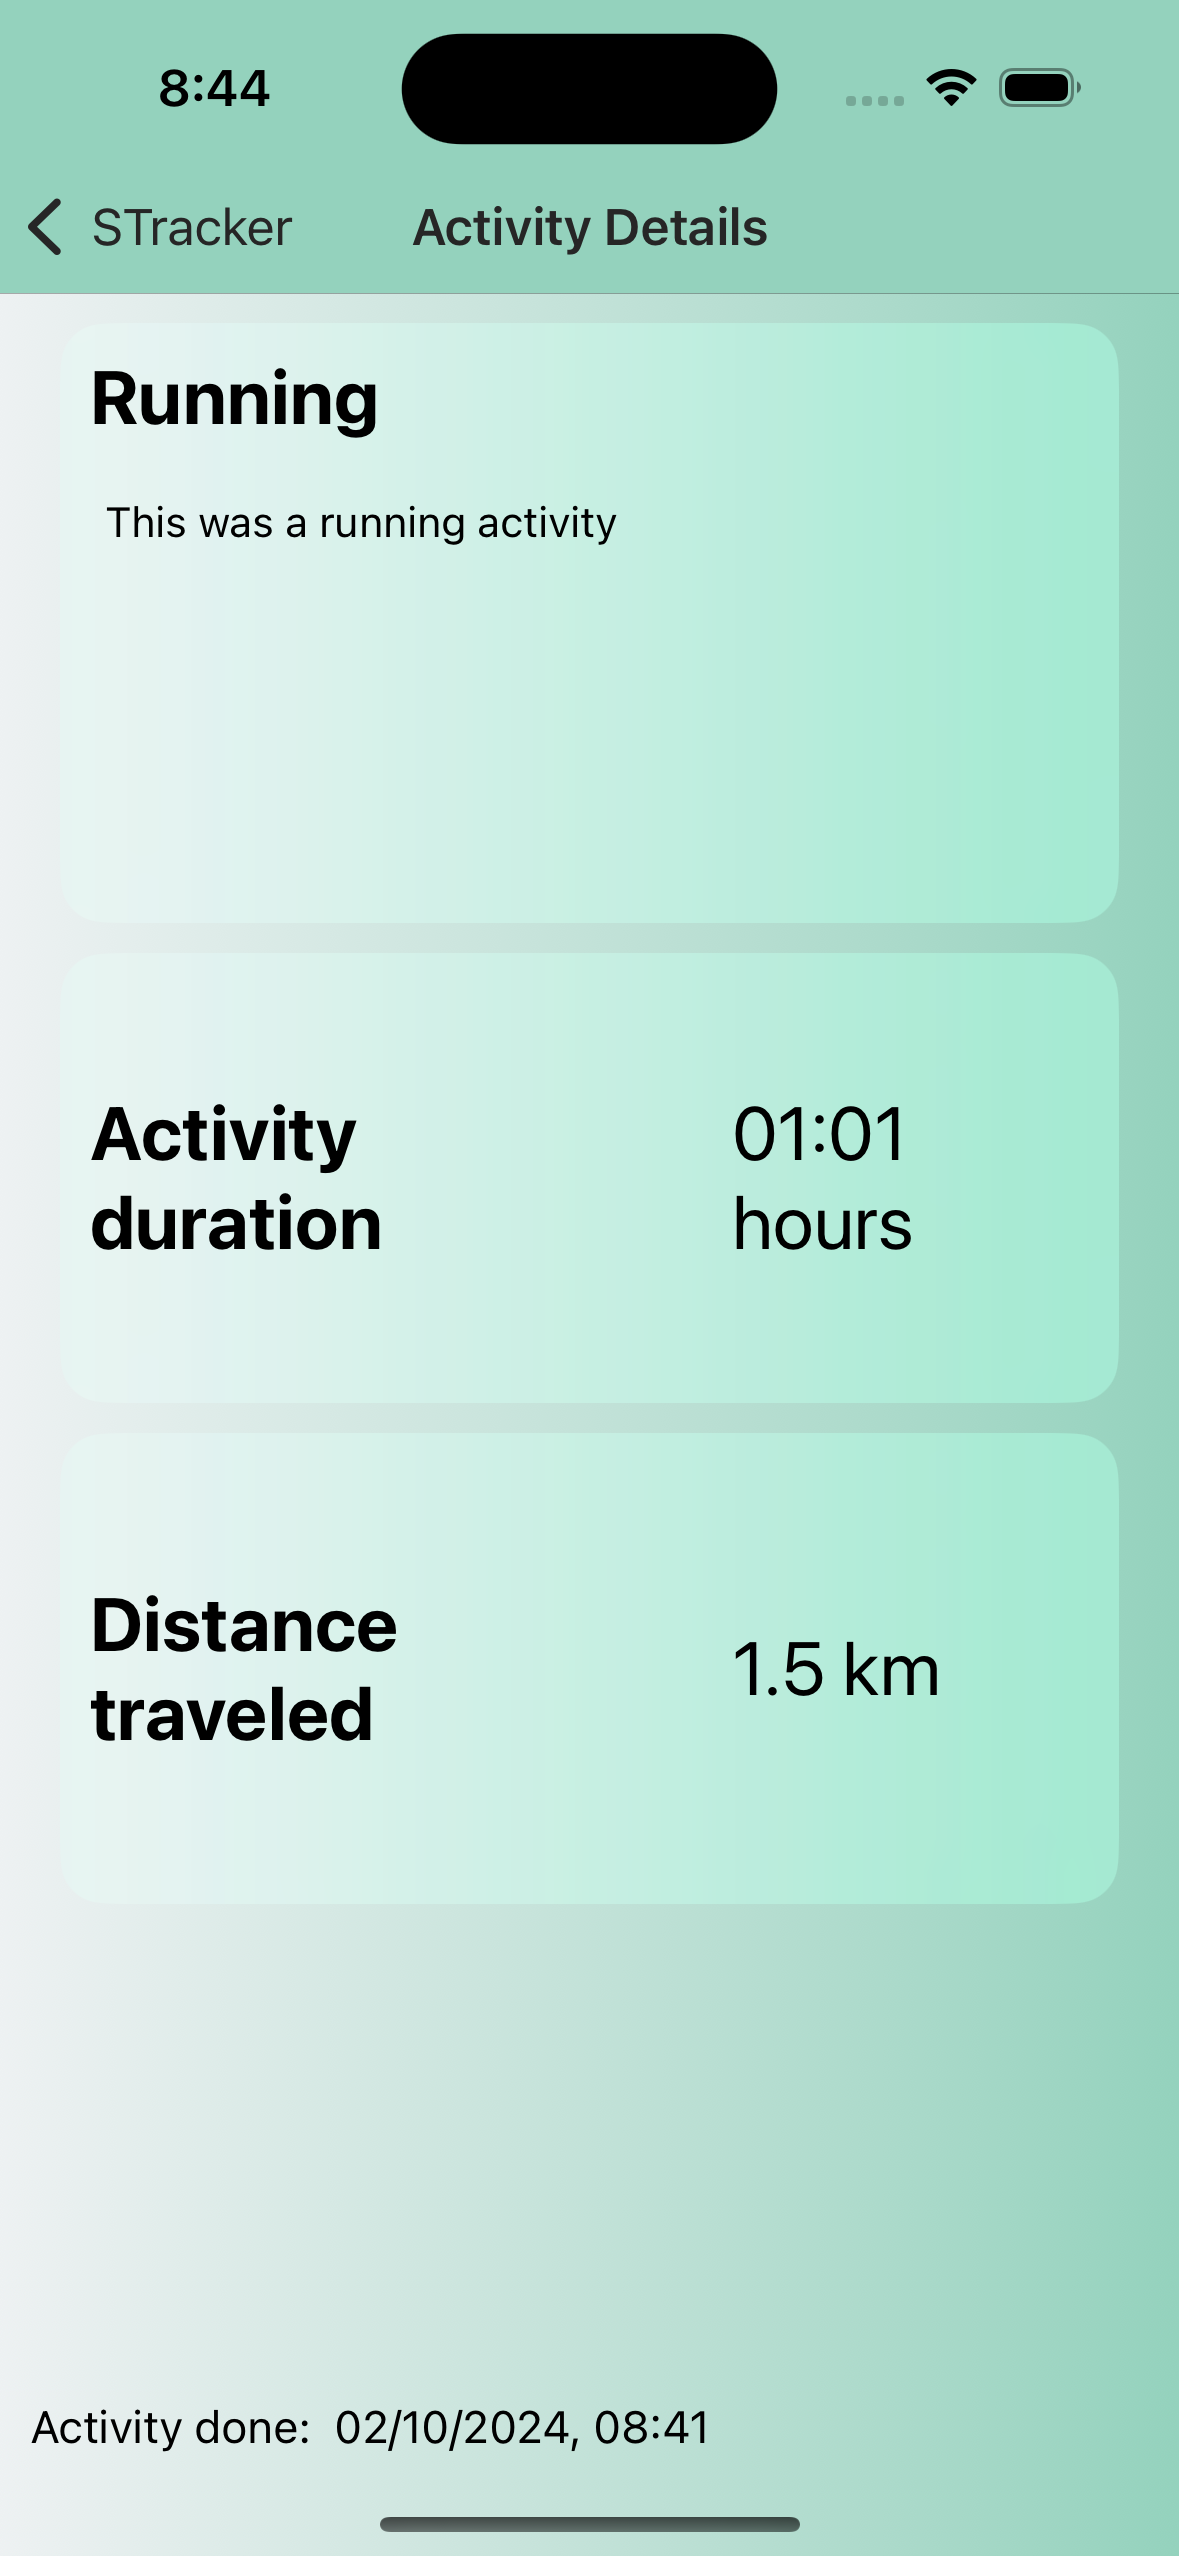 8:44
STracker
Activity Details
Running
This was a running activity
Activity
duration
01:01
hours
Distance
traveled
1.5 km
Activity done: 02/10/2024, 08:41